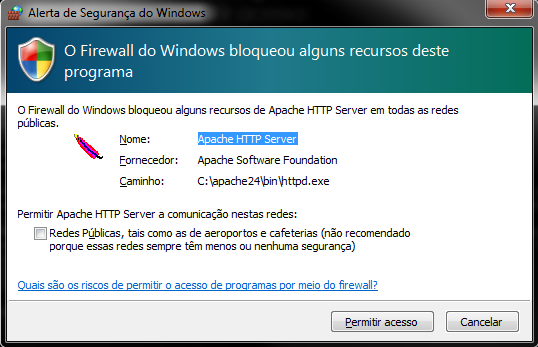 Alerta de Segurança do Windows
O Firewall do Windows bloqueou alguns recursos deste
programa
O Firewall do Windows bloqueou alguns recursos de Apache HTTP Server em todas as redes
públicas.
Nome: Apache HTTP Server
Fornecedor: Apache Software Foundation
Caminho: C:\apache24\bin\httpd.exe
Permitir Apache HTTP Server a comunicação nestas redes:
Redes Públicas, tais como as de aeroportos e cafeterias (não recomendado
porque essas redes sempre têm menos ou nenhuma segurança)
Quais são os riscos de permitir o acesso de programas por meio do firewall?
Permitir acesso Cancelar